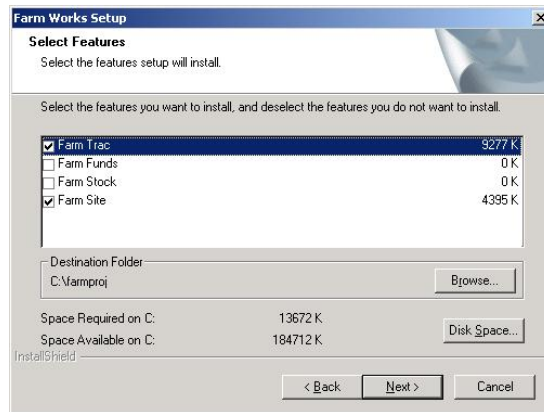 Farm Works Setup
Select Features
Select the features setup will install.
Select the features you want to install, and deselect the features you do not want to install.
Farm Trac 9277 K
Farm Funds 0 K
Farm Stock 0 K
Farm Site 4395 K
Destination Folder
C:\farmproj
Browse...
Space Required on C: 13672 K
Space Available on C: 184712 K
Disk Space...
InstallShield
< Back Next > Cancel